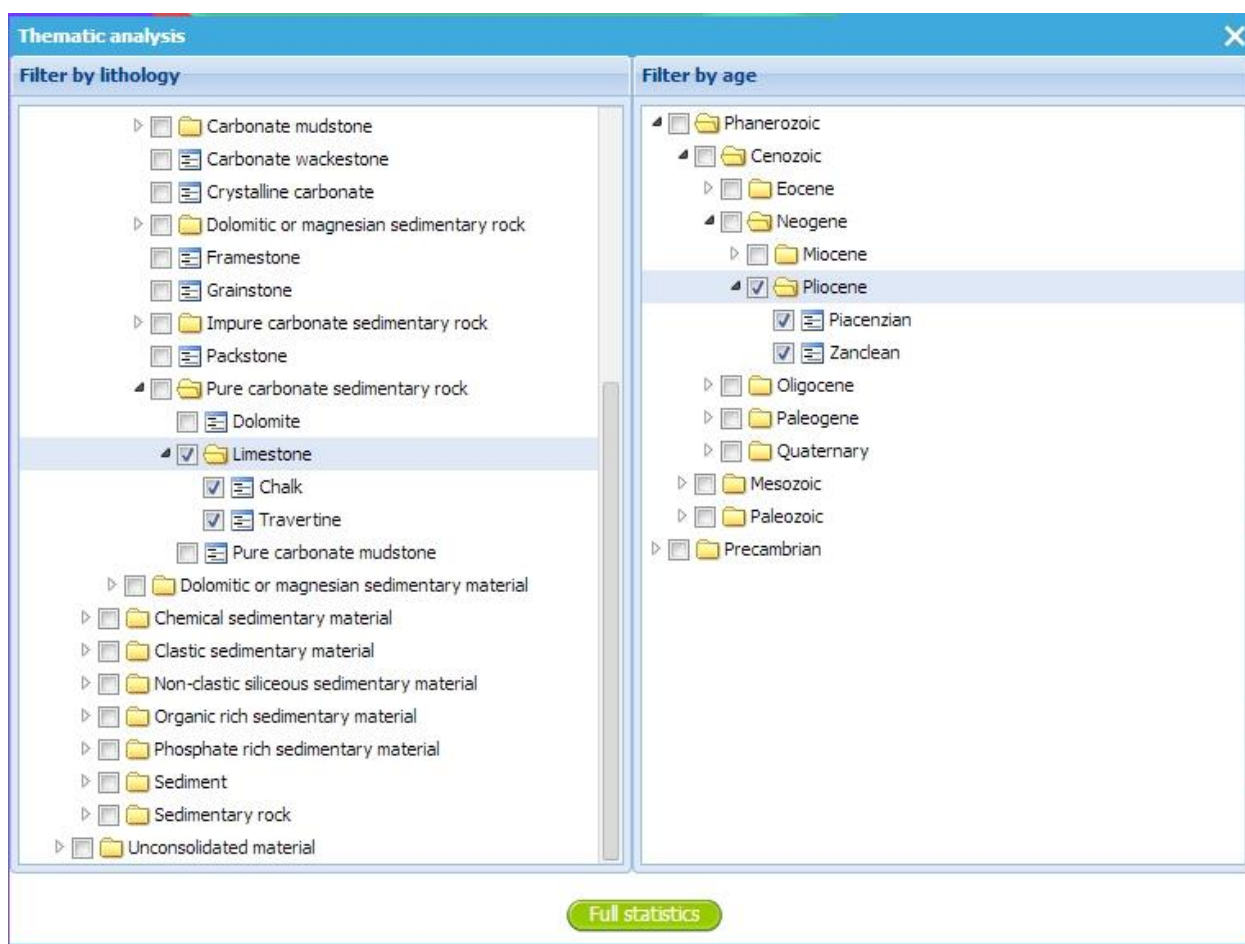 Thematic analysis
Filter by lithology
Carbonate mudstone
Carbonate wackestone
Crystalline carbonate
Dolomitic or magnesian sedimentary rock
Framestone
Grainstone
Impure carbonate sedimentary rock
Packstone
Pure carbonate sedimentary rock
Dolomite
Limestone
Chalk
Travertine
Pure carbonate mudstone
Dolomitic or magnesian sedimentary material
Chemical sedimentary material
Clastic sedimentary material
Non-clastic siliceous sedimentary material
Organic rich sedimentary material
Phosphate rich sedimentary material
Sediment
Sedimentary rock
Unconsolidated material
Filter by age
Phanerozoic
Cenozoic
Eocene
Neogene
Miocene
Pliocene
Piacenzian
Zanclean
Oligocene
Paleogene
Quaternary
Mesozoic
Paleozoic
Precambrian
Full statistics